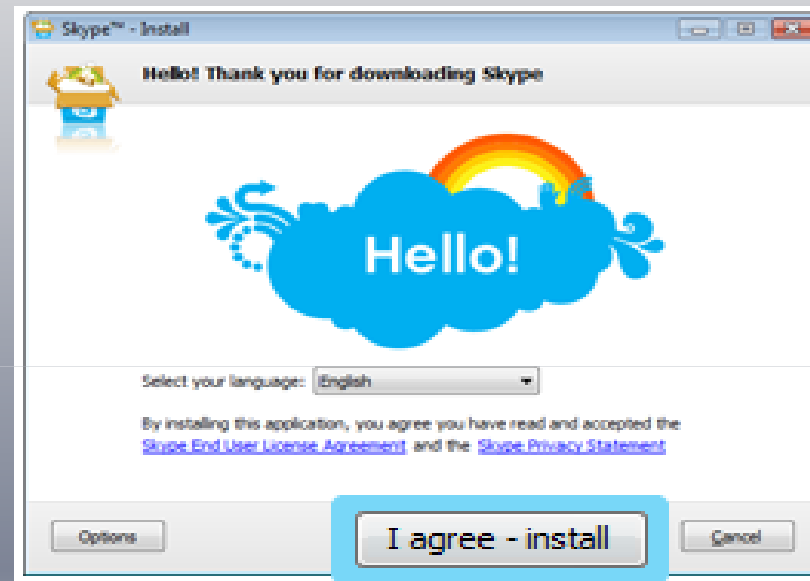 Skype™ - Install
Hello! Thank you for downloading Skype
Hello!
Select your language: English
By installing this application, you agree you have read and accepted the
Skype End User License Agreement and the Skype Privacy Statement
Options
I agree - install
Cancel